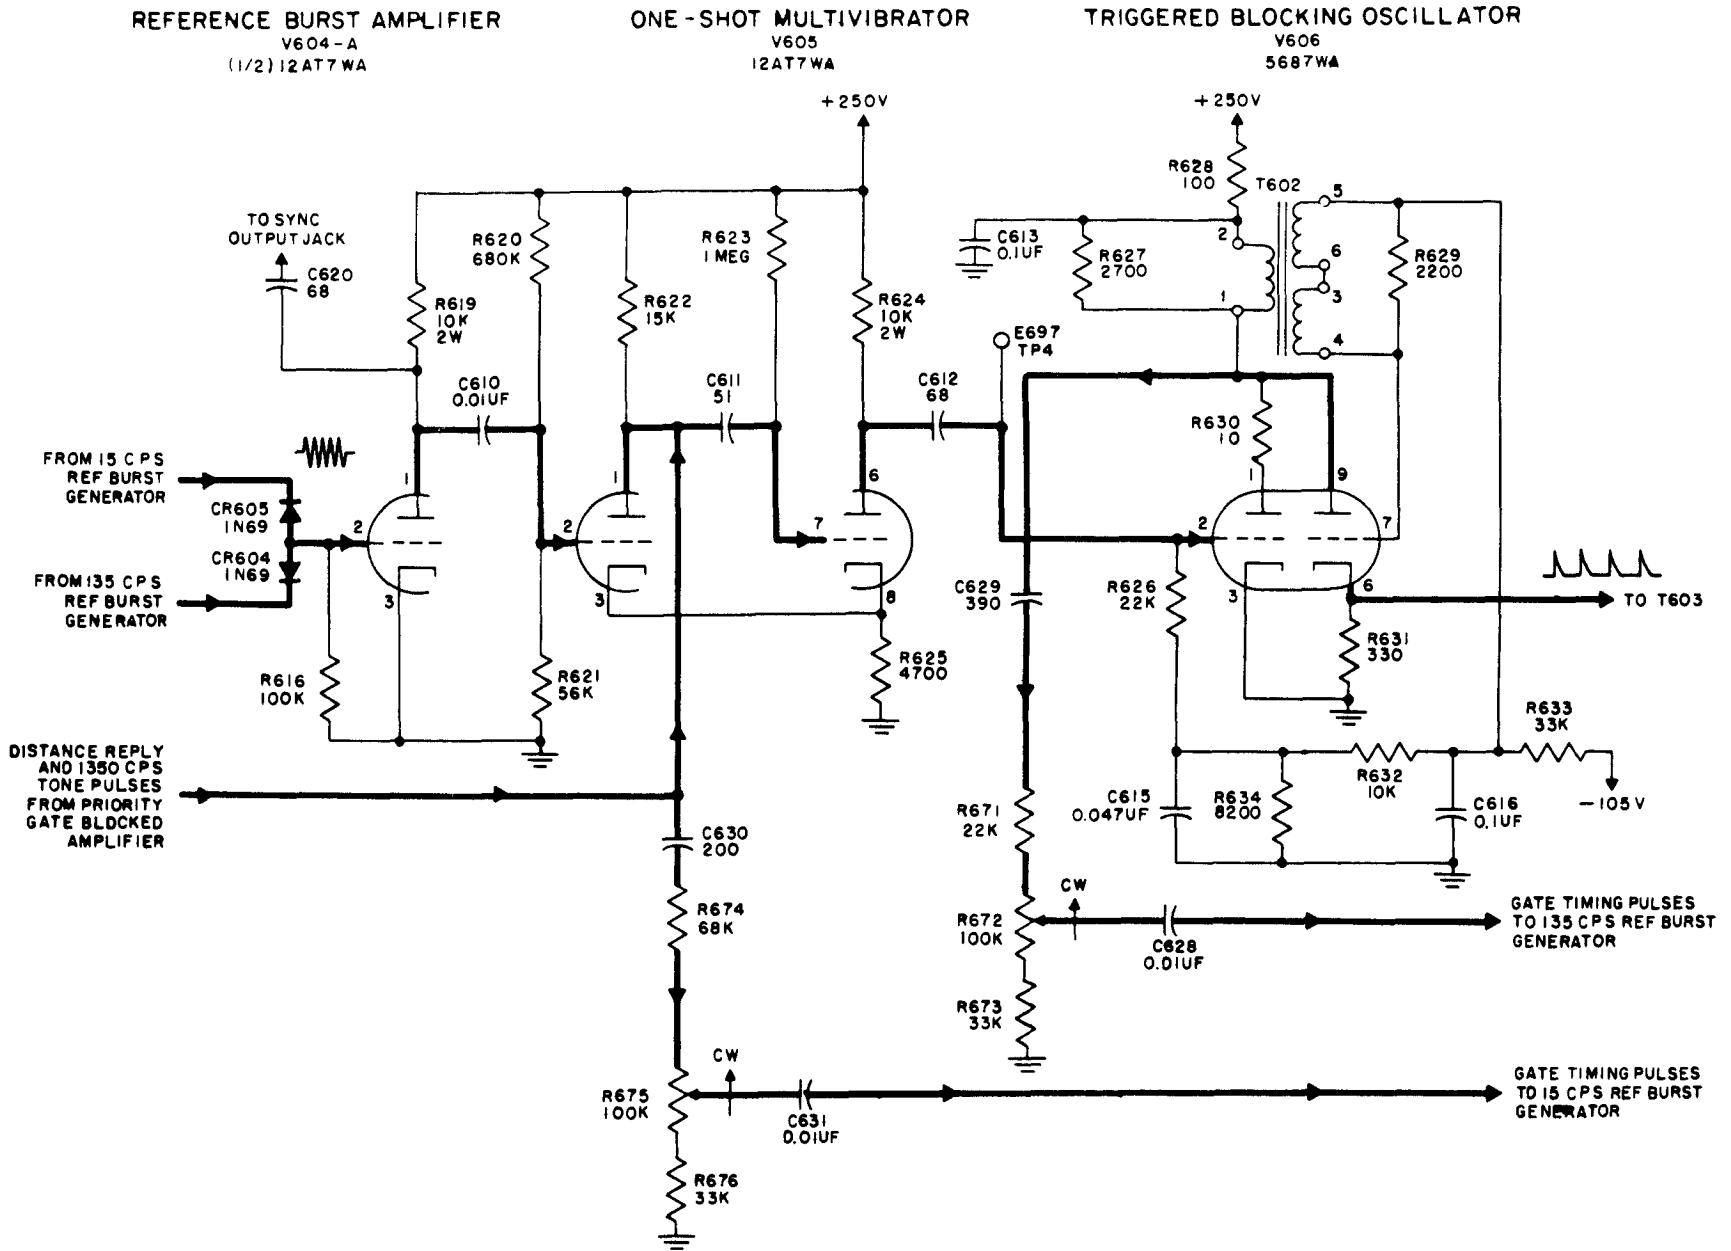 REFERENCE BURST AMPLIFIER
V604-A
(1/2) 12AT7WA
ONE-SHOT MULTIVIBRATOR
V605
12AT7WA
TRIGGERED BLOCKING OSCILLATOR
V606
5687WA
+250V
+250V
R628
100
T602
5
TO SYNC
OUTPUT JACK
C620
68
R619
10K
2W
R620
680K
R622
15K
R623
1 MEG
R624
10K
2W
C613
0.1UF
R627
2700
2
1
6
3
4
R629
2200
E697
TP4
C610
0.01UF
C611
51
C612
68
R630
10
FROM 15 CPS
REF BURST
GENERATOR
CR605
1N69
CR604
1N69
FROM 135 CPS
REF BURST
GENERATOR
1
2
3
1
2
3
6
7
8
1
9
2
7
3
6
C629
390
R626
22K
TO T603
R631
330
R616
100K
R621
56K
R625
4700
R633
33K
-105V
DISTANCE REPLY
AND 1350 CPS
TONE PULSES
FROM PRIORITY
GATE BLOCKED
AMPLIFIER
R632
10K
C615
0.047UF
R634
8200
C616
0.1UF
R671
22K
C630
200
R674
68K
CW
R672
100K
C628
0.01UF
GATE TIMING PULSES
TO 135 CPS REF BURST
GENERATOR
R673
33K
CW
R675
100K
C631
0.01UF
GATE TIMING PULSES
TO 15 CPS REF BURST
GENERATOR
R676
33K